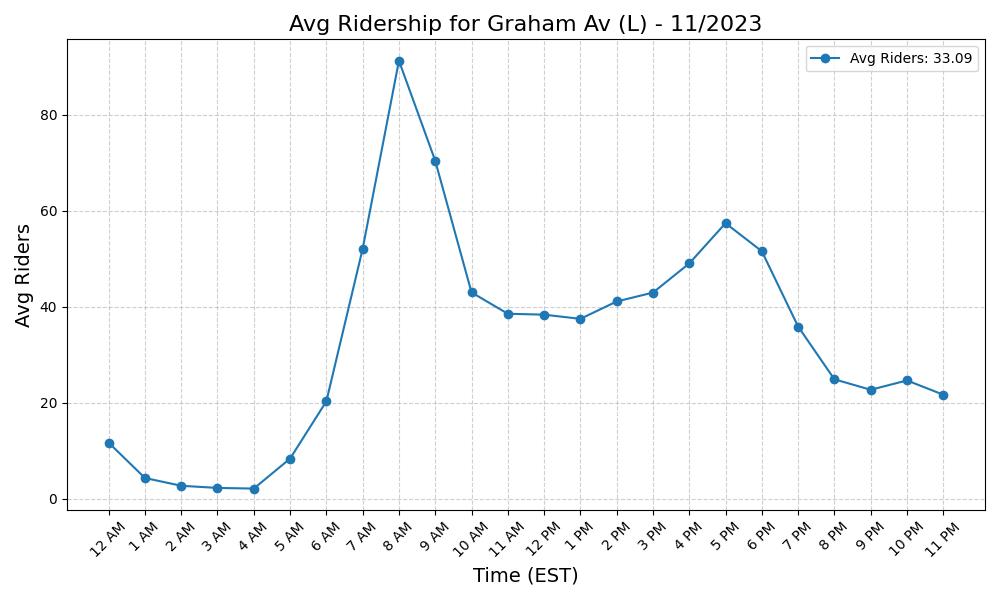 Avg Ridership for Graham Av (L) - 11/2023
Avg Riders: 33.09
Avg Riders
80
60
40
20
0
12 AM
1 AM
2 AM
3 AM
4 AM
5 AM
6 AM
7 AM
8 AM
9 AM
10 AM
11 AM
12 PM
1 PM
2 PM
3 PM
4 PM
5 PM
6 PM
7 PM
8 PM
9 PM
10 PM
11 PM
Time (EST)